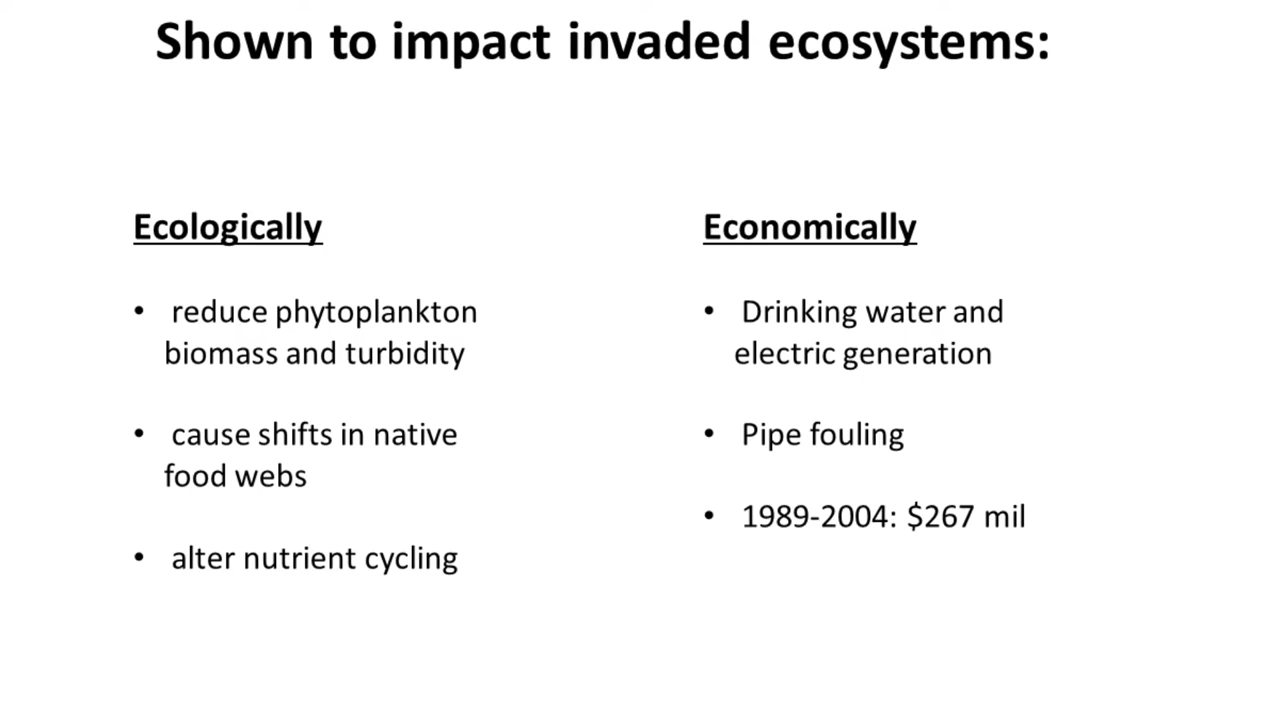 Shown to impact invaded ecosystems:
Ecologically
• reduce phytoplankton
biomass and turbidity
• cause shifts in native
food webs
• alter nutrient cycling
Economically
• Drinking water and
electric generation
• Pipe fouling
• 1989-2004: $267 mil